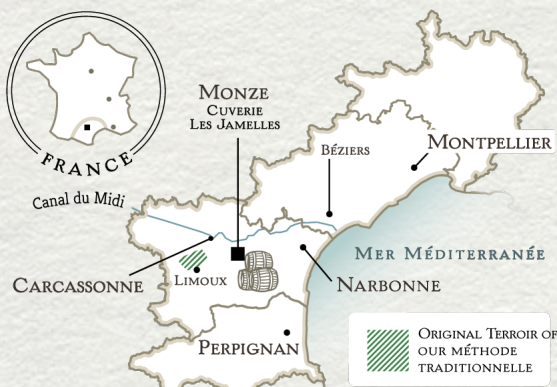 FRANCE
MONZE
CUVERIE
LES JAMELLES
BÉZIERS
MONTPELLIER
Canal du Midi
MER MÉDITERRANÉE
CARCASSONNE
LIMOUX
NARBONNE
PERPIGNAN
ORIGINAL TERROIR OF
OUR MÉTHODE
TRADITIONNELLE